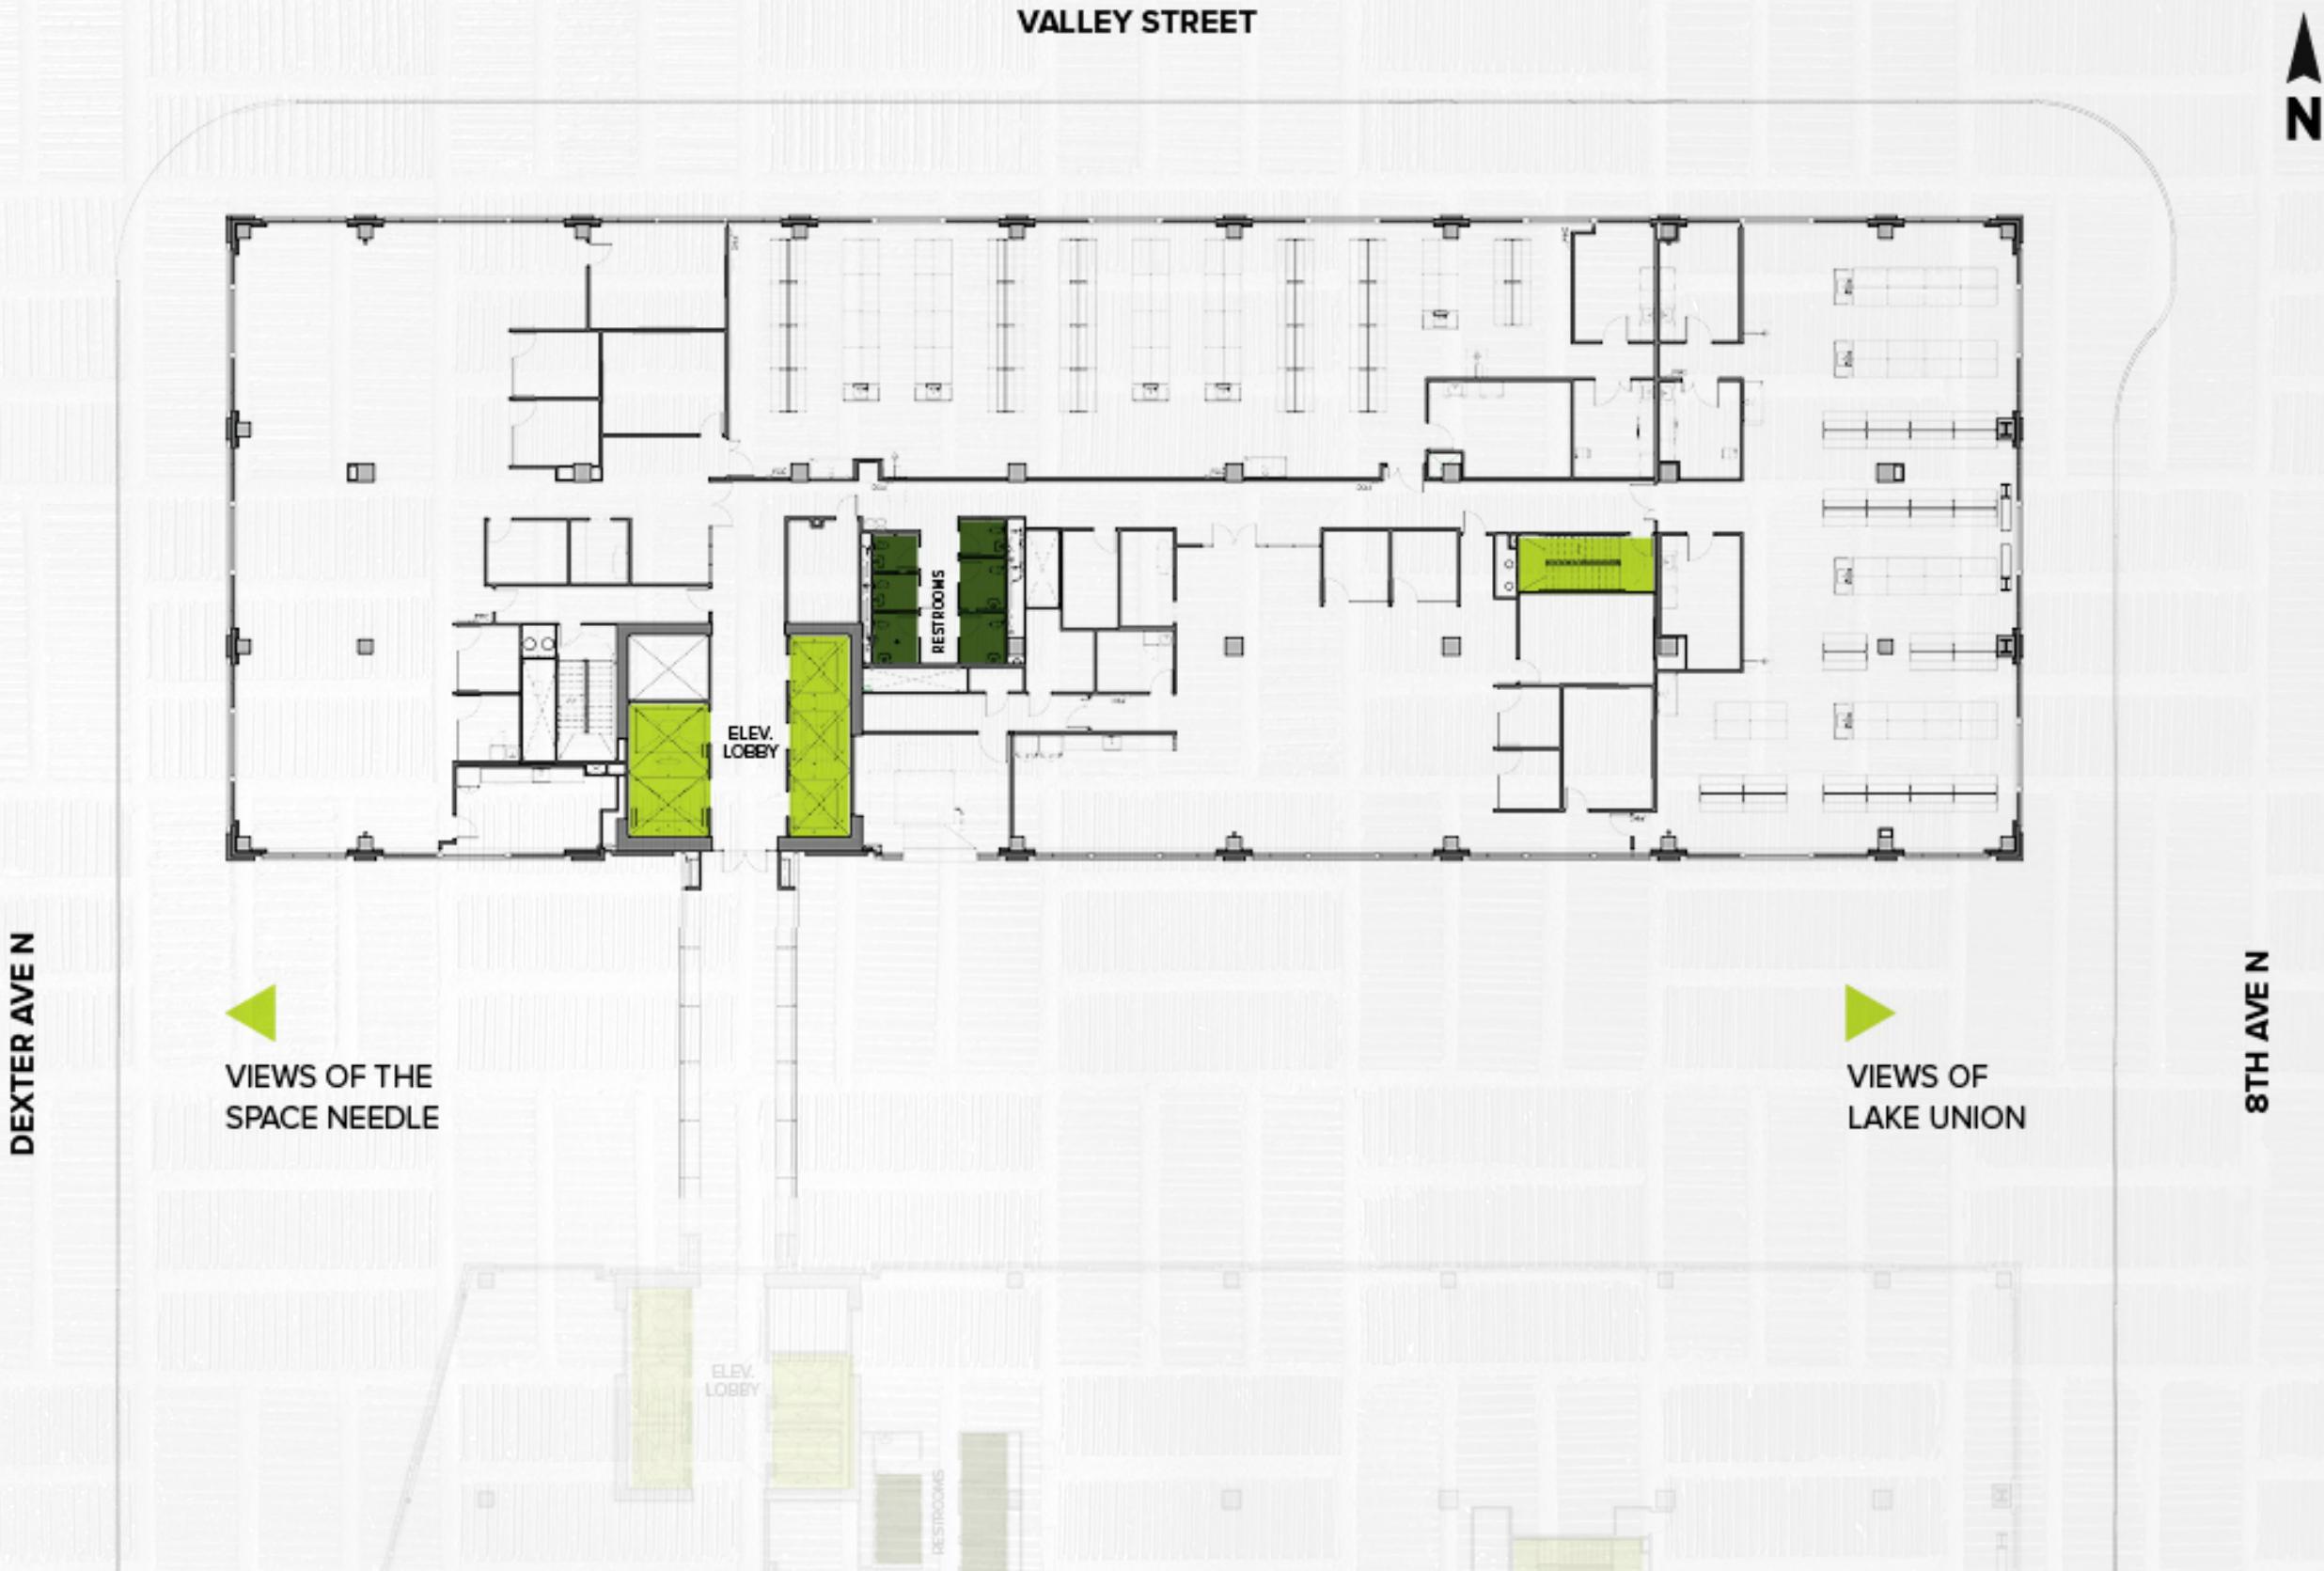 VALLEY STREET
N
RESTROOMS
ELEV.
LOBBY
DEXTER AVE N
VIEWS OF THE
SPACE NEEDLE
VIEWS OF
LAKE UNION
8TH AVE N
ELEV.
LOBBY
RESTROOMS